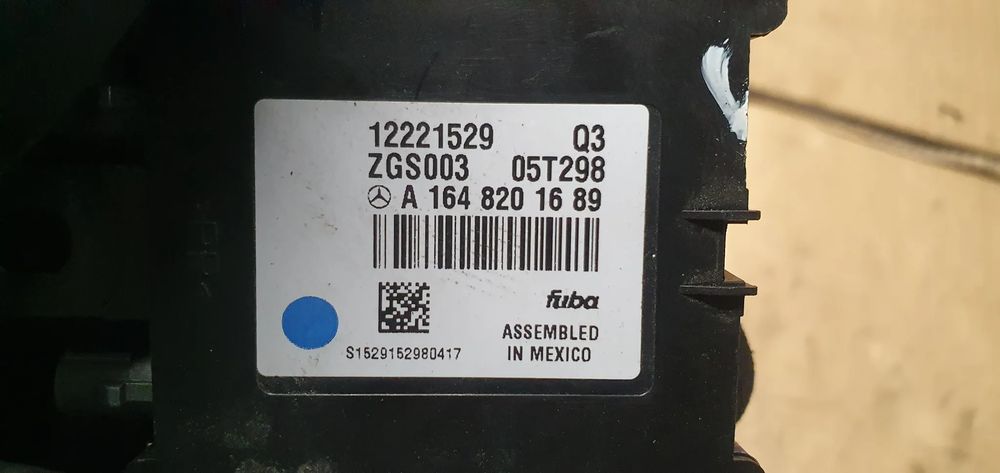 12221529 Q3
ZGS003 05T298
A 164 820 16 89
fuba
ASSEMBLED
IN MEXICO
S1529152980417